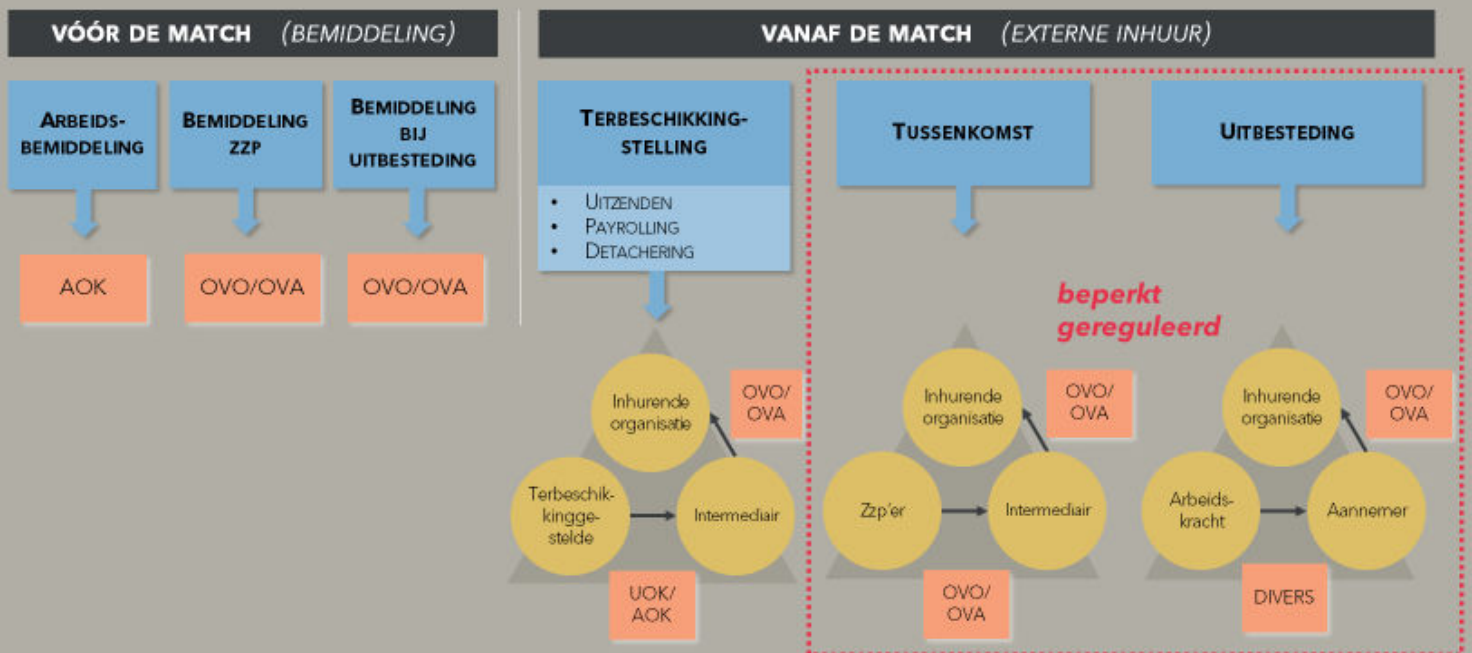 VÓÓR DE MATCH (BEMIDDELING)
VANAF DE MATCH (EXTERNE INHUUR)
ARBEIDS-
BEMIDDELING
BEMIDDELING
ZZP
BEMIDDELING
BIJ
UITBESTEDING
TERBESCHIKKING-
STELLING
• UITZENDEN
• PAYROLLING
• DETACHERING
TUSSENKOMST
UITBESTEDING
AOK
OVO/OVA
OVO/OVA
beperkt
gereguleerd
Inhurende
organisatie
OVO/
OVA
Terbeschik-
kingge-
stelde
Intermediair
UOK/
AOK
Inhurende
organisatie
OVO/
OVA
Zzp'er
Intermediair
OVO/
OVA
Inhurende
organisatie
OVO/
OVA
Arbeids-
kracht
Aannemer
DIVERS